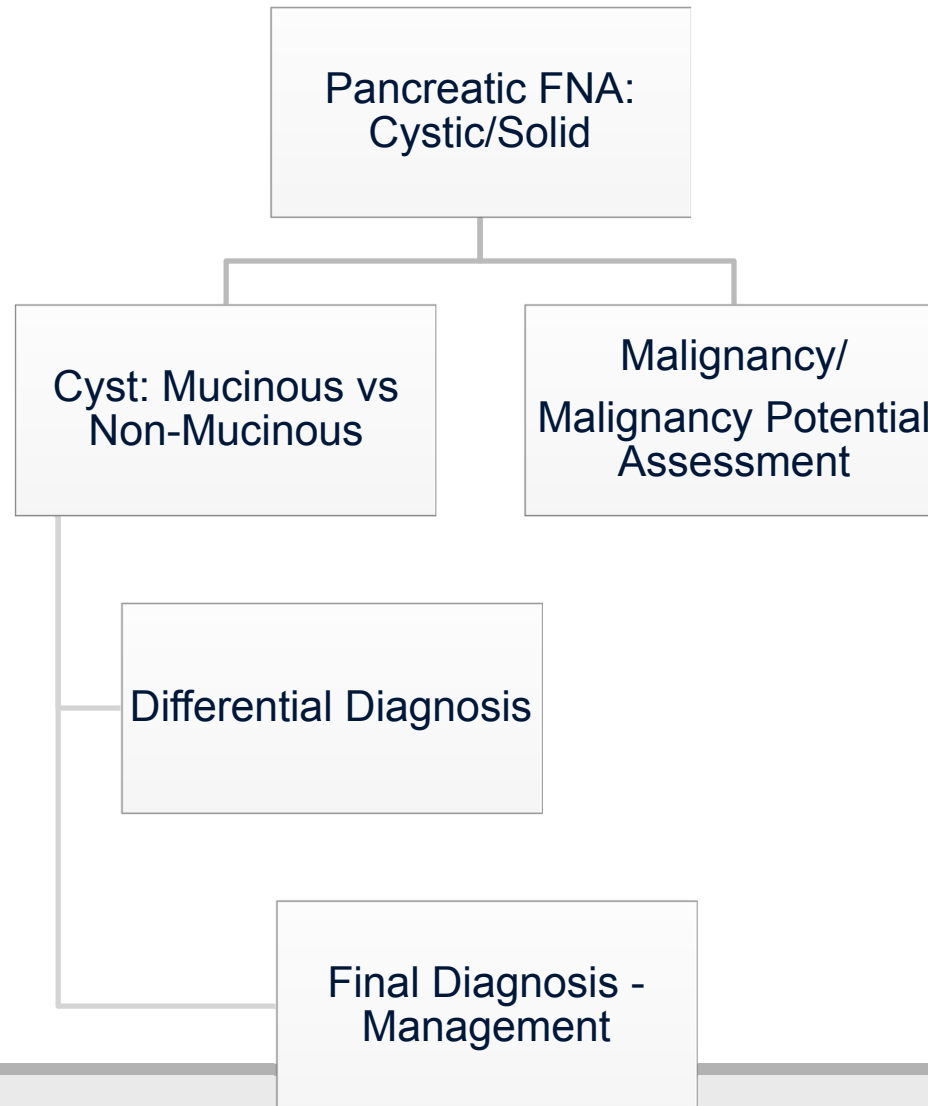 Pancreatic FNA:
Cystic/Solid
Cyst: Mucinous vs
Non-Mucinous
Malignancy/
Malignancy Potential
Assessment
Differential Diagnosis
Final Diagnosis -
Management